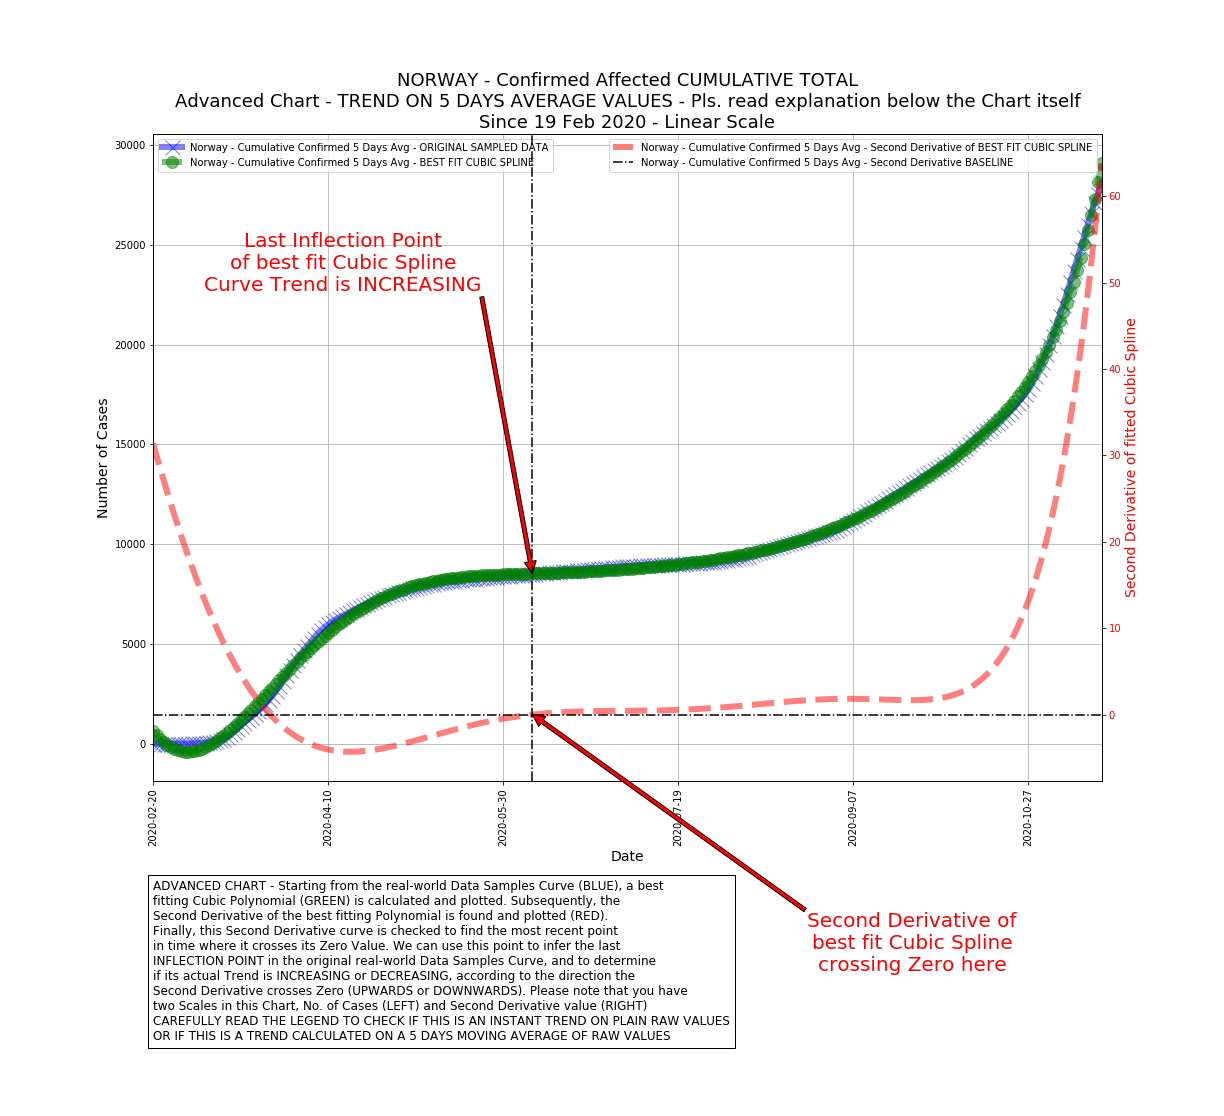 NORWAY - Confirmed Affected CUMULATIVE TOTAL
Advanced Chart - TREND ON 5 DAYS AVERAGE VALUES - Pls. read explanation below the Chart itself
Since 19 Feb 2020 - Linear Scale
Norway - Cumulative Confirmed 5 Days Avg - ORIGINAL SAMPLED DATA
Norway - Cumulative Confirmed 5 Days Avg - BEST FIT CUBIC SPLINE
Norway - Cumulative Confirmed 5 Days Avg - Second Derivative of BEST FIT CUBIC SPLINE
Norway - Cumulative Confirmed 5 Days Avg - Second Derivative BASELINE
Last Inflection Point
of best fit Cubic Spline
Curve Trend is INCREASING
Number of Cases
30000
25000
20000
15000
10000
5000
0
60
50
40
30
20
10
0
Second Derivative of fitted Cubic Spline
2020-02-20
2020-04-10
2020-05-30
2020-07-19
2020-09-07
2020-10-27
Date
ADVANCED CHART - Starting from the real-world Data Samples Curve (BLUE), a best
fitting Cubic Polynomial (GREEN) is calculated and plotted. Subsequently, the
Second Derivative of the best fitting Polynomial is found and plotted (RED).
Finally, this Second Derivative curve is checked to find the most recent point
in time where it crosses its Zero Value. We can use this point to infer the last
INFLECTION POINT in the original real-world Data Samples Curve, and to determine
if its actual Trend is INCREASING or DECREASING, according to the direction the
Second Derivative crosses Zero (UPWARDS or DOWNWARDS). Please note that you have
two Scales in this Chart, No. of Cases (LEFT) and Second Derivative value (RIGHT)
CAREFULLY READ THE LEGEND TO CHECK IF THIS IS AN INSTANT TREND ON PLAIN RAW VALUES
OR IF THIS IS A TREND CALCULATED ON A 5 DAYS MOVING AVERAGE OF RAW VALUES
Second Derivative of
best fit Cubic Spline
crossing Zero here